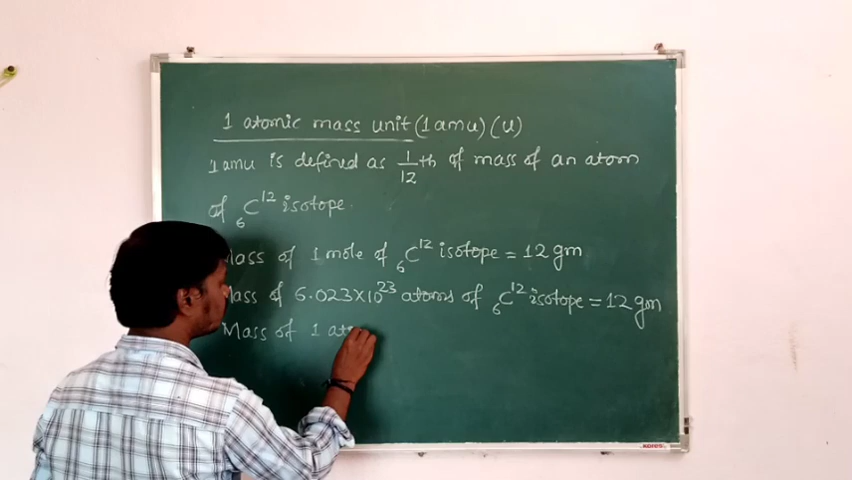 1 atomic mass unit (1amu) (u)
1amu is defined as 1/12 th of mass of an atom
of ₆C¹² isotope.
Mass of 1 mole of ₆C¹² isotope = 12 gm
Mass of 6.023×10²³ atoms of ₆C¹² isotope = 12 gm
Mass of 1 ato
KORES